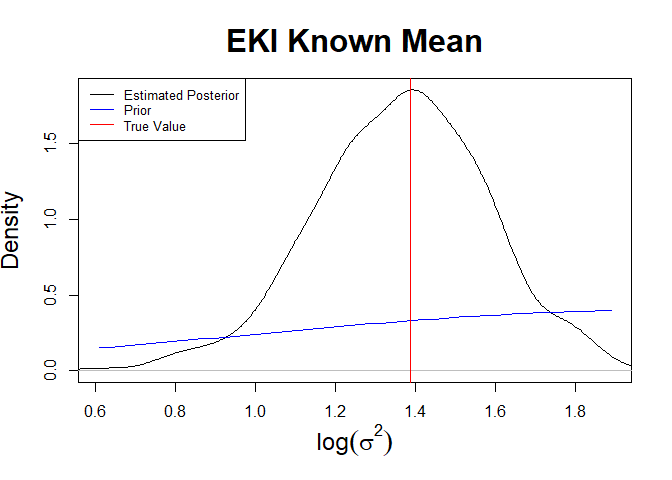 EKI Known Mean
Estimated Posterior
Prior
True Value
Density
0.0
0.5
1.0
1.5
0.6 0.8 1.0 1.2 1.4 1.6 1.8
log(σ²)